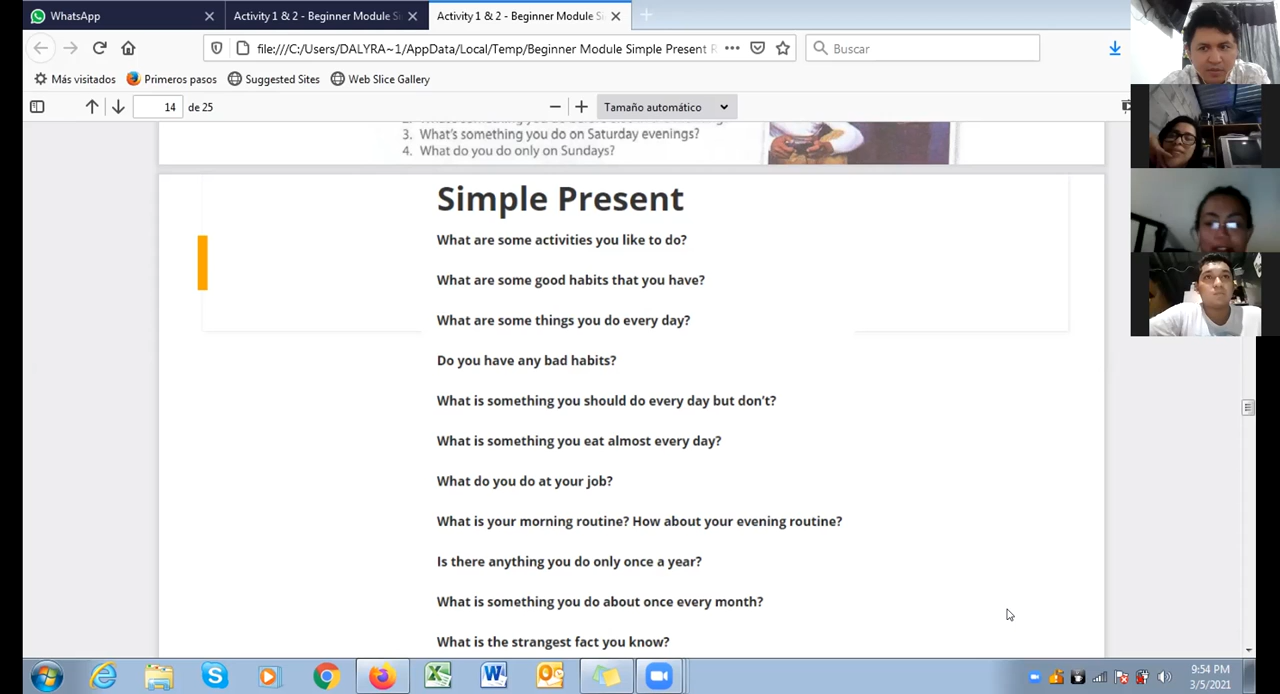 WhatsApp
Activity 1 & 2 - Beginner Module S
Activity 1 & 2 - Beginner Module S
file:///C:/Users/DALYRA~1/AppData/Local/Temp/Beginner Module Simple Present R
Buscar
Más visitados
Primeros pasos
Suggested Sites
Web Slice Gallery
14 de 25
Tamaño automático
3. What's something you do on Saturday evenings?
4. What do you do only on Sundays?
Simple Present
What are some activities you like to do?
What are some good habits that you have?
What are some things you do every day?
Do you have any bad habits?
What is something you should do every day but don't?
What is something you eat almost every day?
What do you do at your job?
What is your morning routine? How about your evening routine?
Is there anything you do only once a year?
What is something you do about once every month?
What is the strangest fact you know?
9:54 PM
3/5/2021